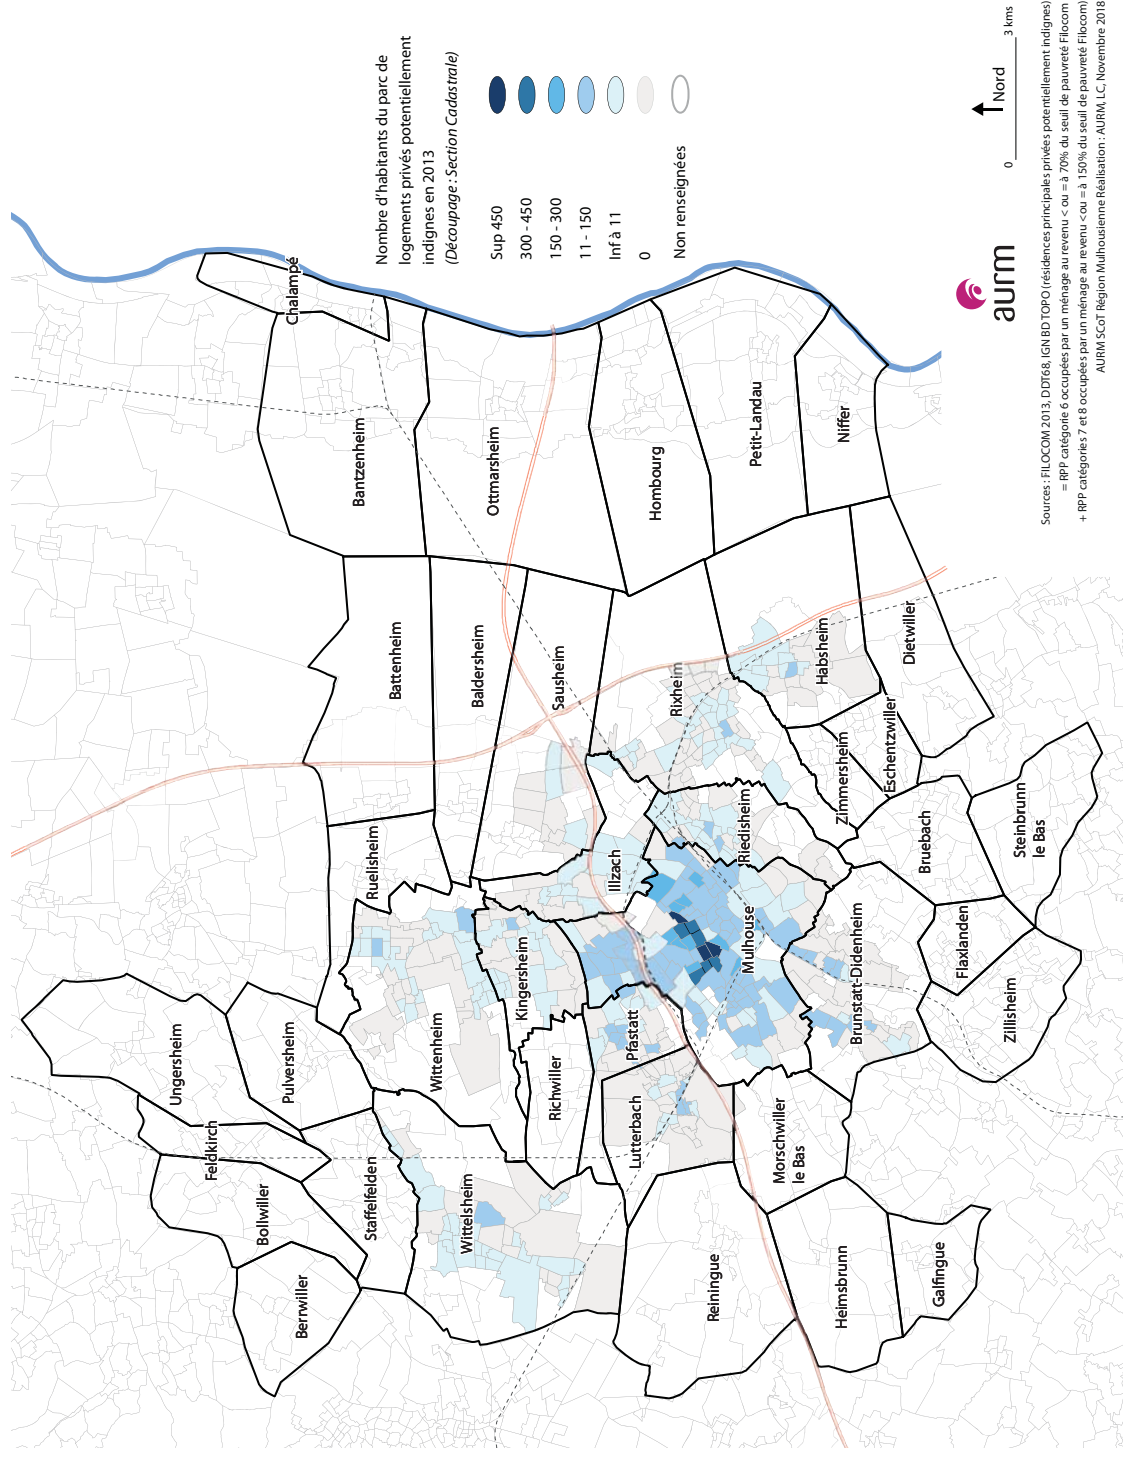 Nombre d'habitants du parc de
logements privés potentiellement
indignes en 2013
(Découpage : Section Cadastrale)
Sup 450
300 - 450
150 - 300
11 - 150
Inf à 11
0
Non renseignées
Chalampé
Bantzenheim
Ottmarsheim
Hombourg
Petit-Landau
Niffer
Battenheim
Baldersheim
Sausheim
Rixheim
Habsheim
Dietwiller
Eschentzwiller
Zimmersheim
Ruelisheim
Illzach
Riedisheim
Bruebach
Steinbrunn
le Bas
Kingersheim
Mulhouse
Brunstatt-Didenheim
Flaxlanden
Zillisheim
Ungersheim
Pulversheim
Wittenheim
Richwiller
Pfastatt
Lutterbach
Morschwiller
le Bas
Feldkirch
Bollwiller
Staffelfelden
Wittelsheim
Berrwiller
Reiningue
Heimsbrunn
Galfingue
Nord
0 3 kms
aurm
Sources : FILOCOM 2013, DDT68, IGN BD TOPO (résidences principales privées potentiellement indignes)
= RPP catégorie 6 occupées par un ménage au revenu < ou = à 70% du seuil de pauvreté Filocom
+ RPP catégories 7 et 8 occupées par un ménage au revenu < ou = à 150% du seuil de pauvreté Filocom)
AURM SCoT Région Mulhousienne Réalisation : AURM, LC, Novembre 2018